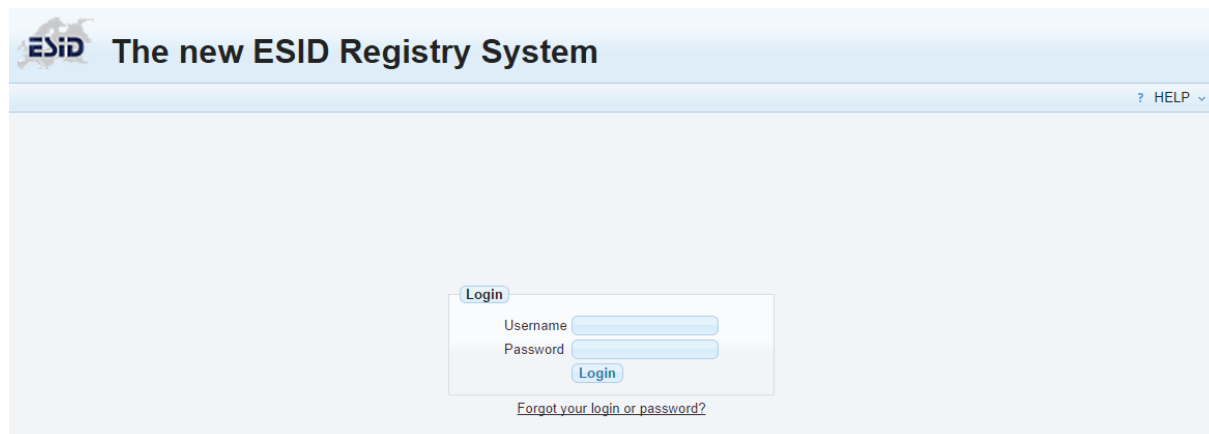 ESID The new ESID Registry System
? HELP
Login
Username
Password
Login
Forgot your login or password?